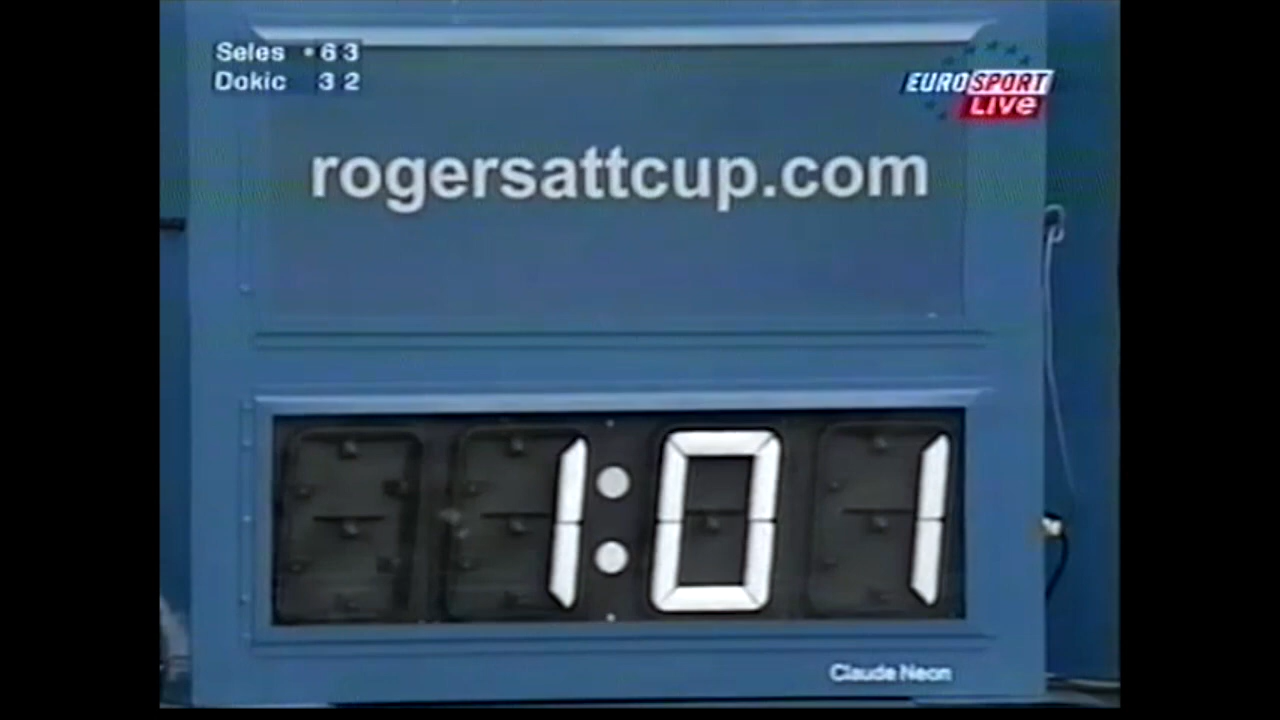 Seles • 6 3
Dokic 3 2
EUROSPORT
LIVE
rogersattcup.com
1:01
Claude Neon